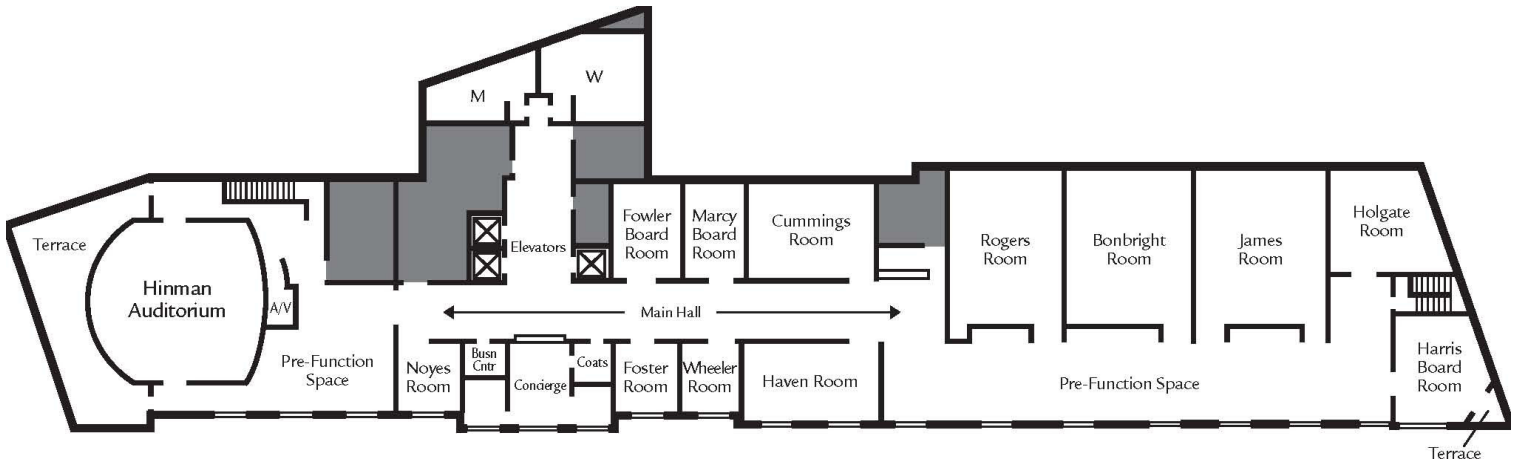 M
W
Terrace
Hinman
Auditorium
A/V
Pre-Function
Space
Elevators
Fowler
Board
Room
Marcy
Board
Room
Cummings
Room
Rogers
Room
Bonbright
Room
James
Room
Holgate
Room
Main Hall
Noyes
Room
Busn
Cntr
Concierge
Coats
Foster
Room
Wheeler
Room
Haven Room
Pre-Function Space
Harris
Board
Room
Terrace